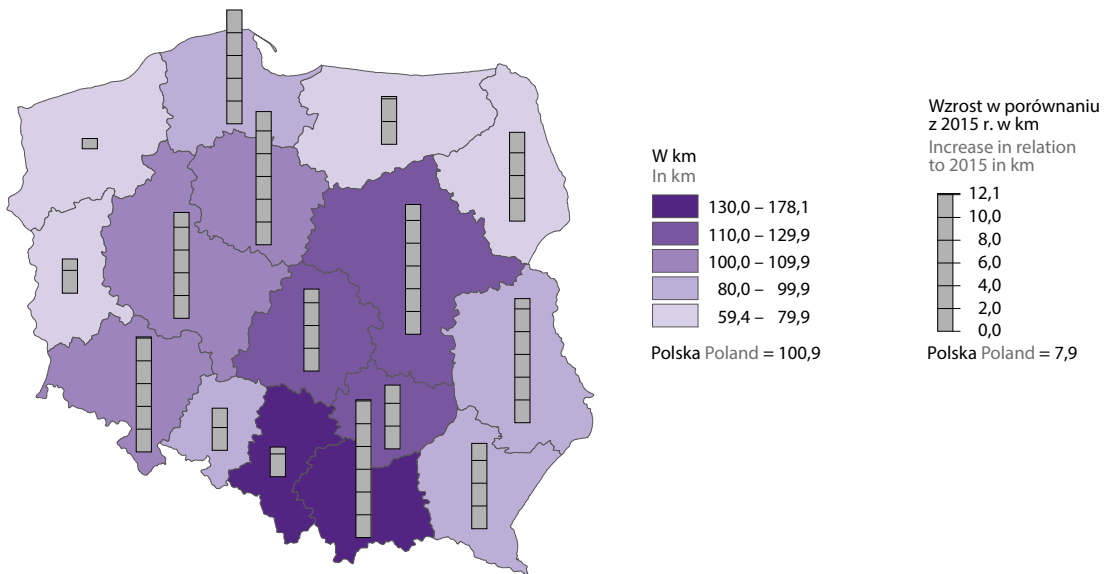 W km
In km
130,0 – 178,1
110,0 – 129,9
100,0 – 109,9
80,0 – 99,9
59,4 – 79,9
Polska Poland = 100,9
Wzrost w porównaniu
z 2015 r. w km
Increase in relation
to 2015 in km
12,1
10,0
8,0
6,0
4,0
2,0
0,0
Polska Poland = 7,9